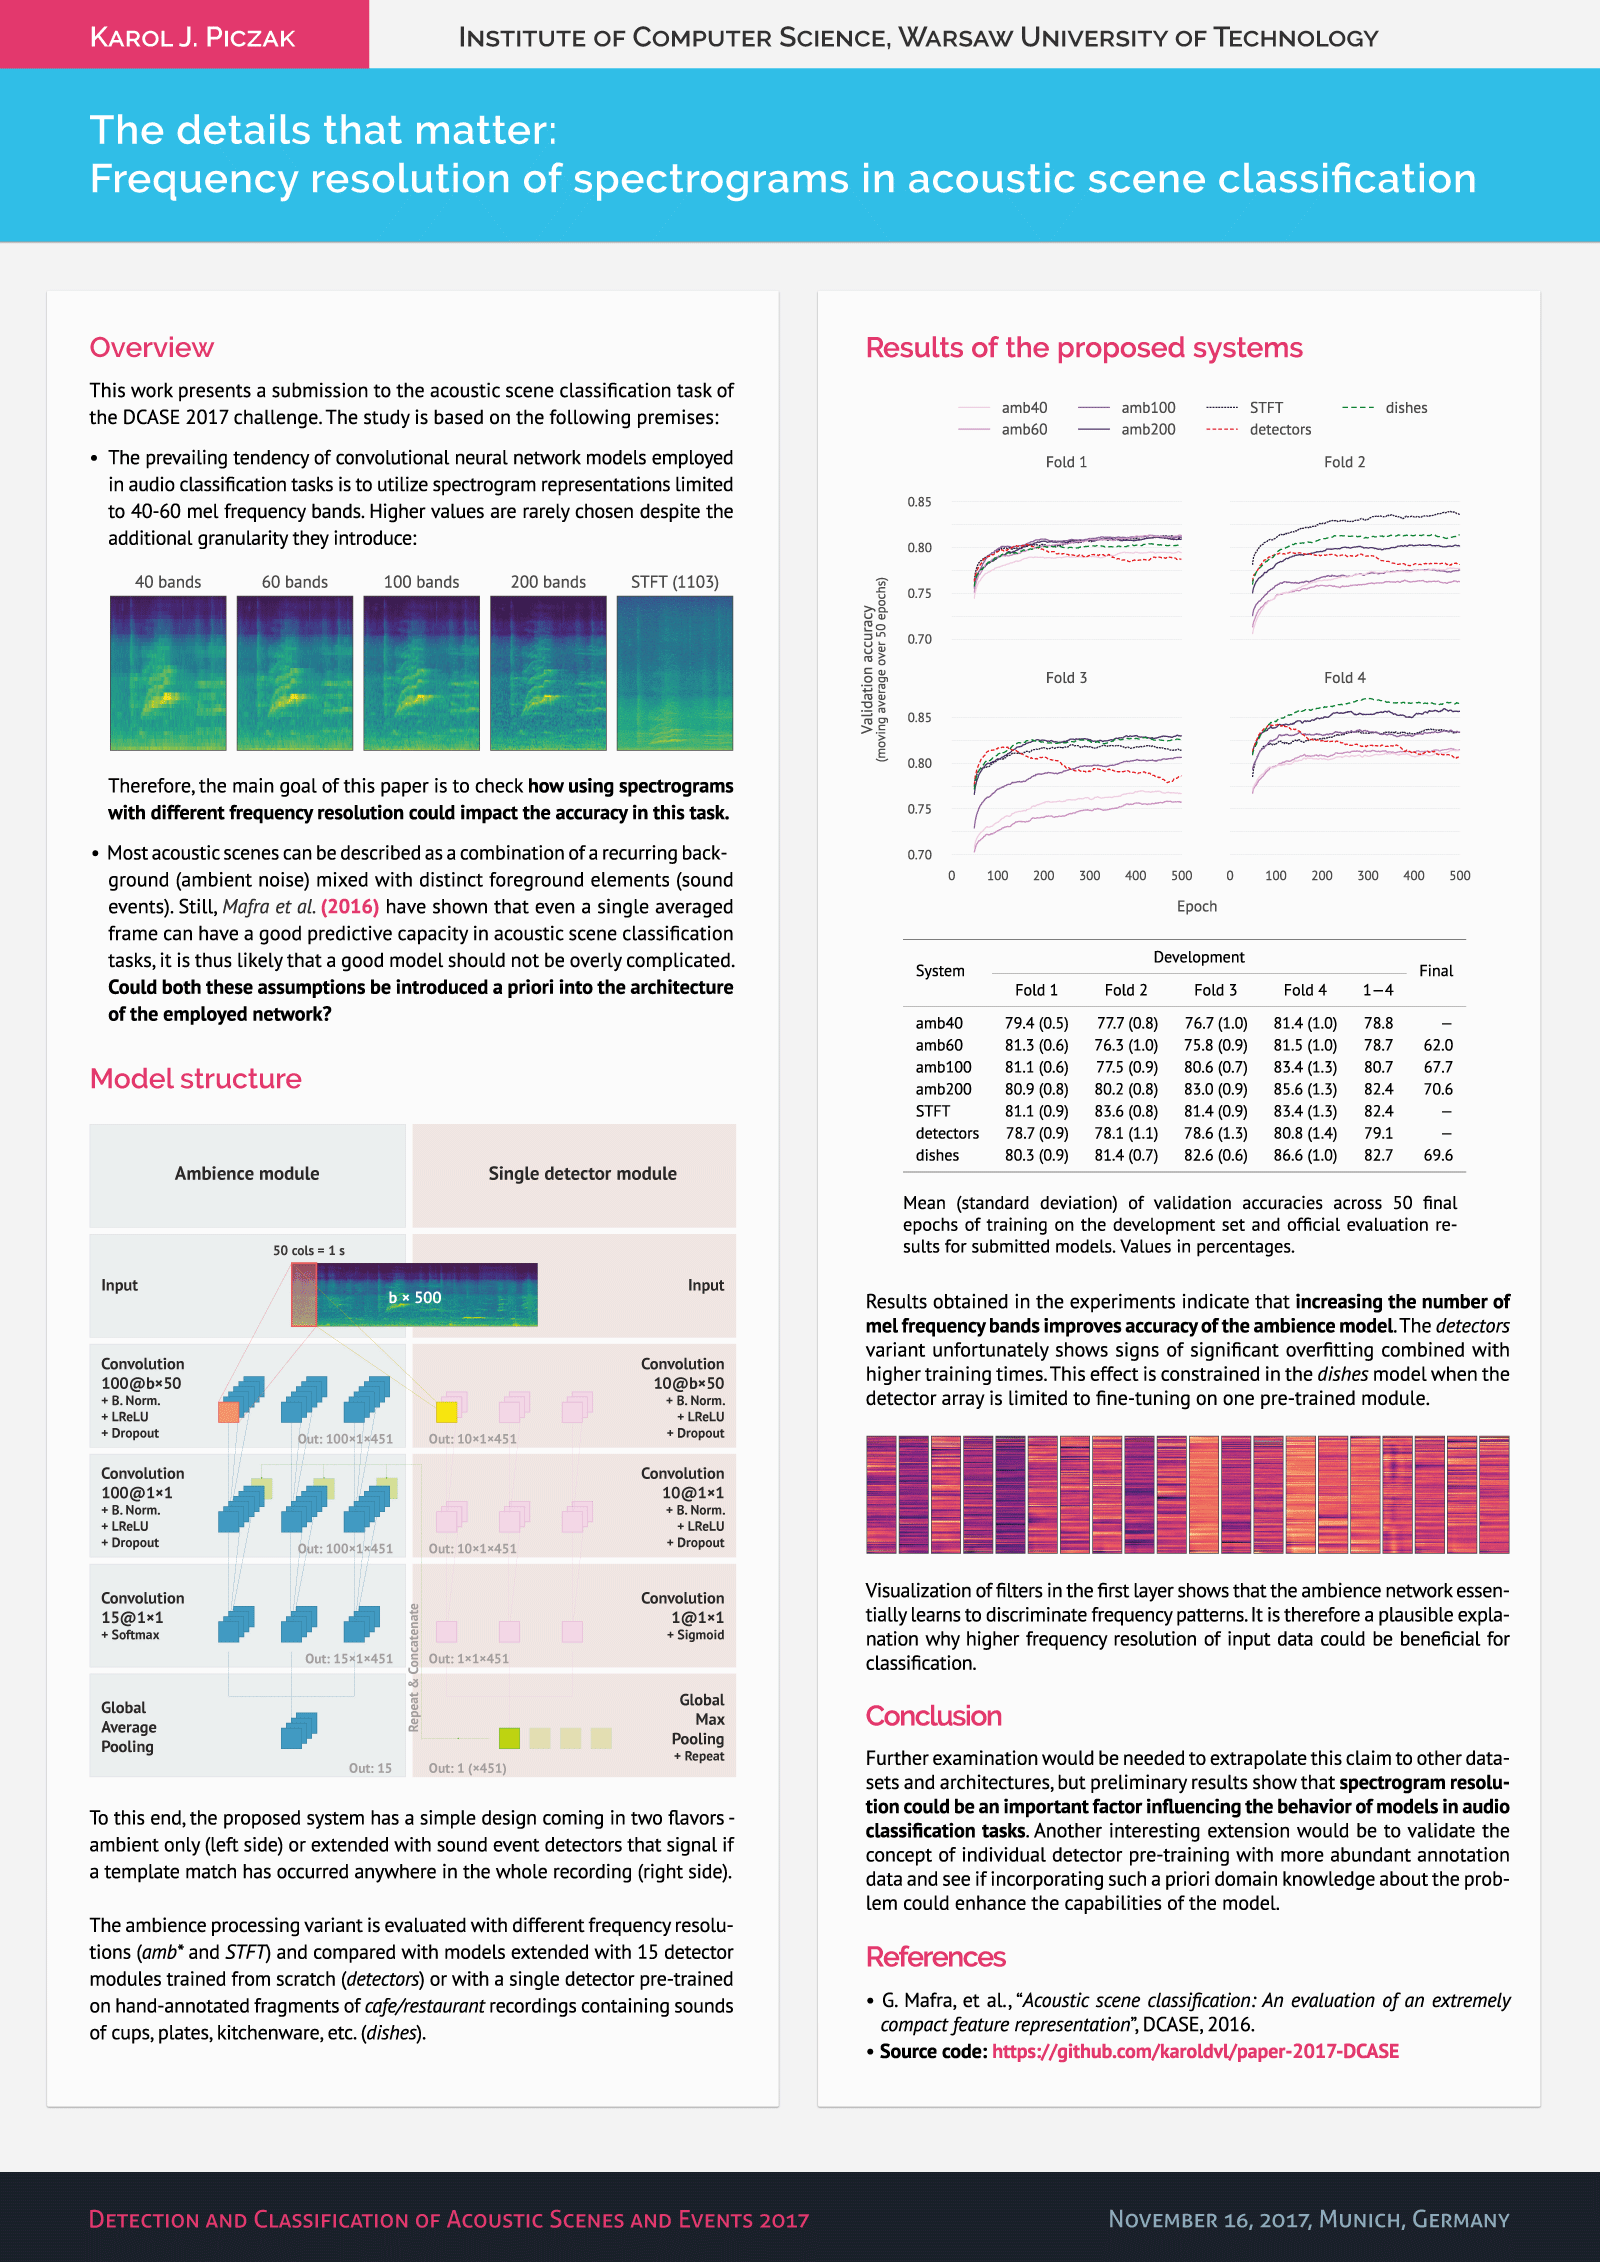 KAROL J. PICZAK
INSTITUTE OF COMPUTER SCIENCE, WARSAW UNIVERSITY OF TECHNOLOGY
The details that matter:
Frequency resolution of spectrograms in acoustic scene classification
Overview
This work presents a submission to the acoustic scene classification task of
the DCASE 2017 challenge. The study is based on the following premises:
• The prevailing tendency of convolutional neural network models employed
in audio classification tasks is to utilize spectrogram representations limited
to 40-60 mel frequency bands. Higher values are rarely chosen despite the
additional granularity they introduce:
40 bands 60 bands 100 bands 200 bands STFT (1103)
Therefore, the main goal of this paper is to check how using spectrograms
with different frequency resolution could impact the accuracy in this task.
• Most acoustic scenes can be described as a combination of a recurring back-
ground (ambient noise) mixed with distinct foreground elements (sound
events). Still, Mafra et al. (2016) have shown that even a single averaged
frame can have a good predictive capacity in acoustic scene classification
tasks, it is thus likely that a good model should not be overly complicated.
Could both these assumptions be introduced a priori into the architecture
of the employed network?
Model structure
Ambience module
Single detector module
50 cols = 1 s
Input
b × 500
Input
Convolution
100@b×50
+ B. Norm.
+ LReLU
+ Dropout
Out: 100×1×451
Convolution
10@b×50
+ B. Norm.
+ LReLU
+ Dropout
Out: 10×1×451
Convolution
100@1×1
+ B. Norm.
+ LReLU
+ Dropout
Out: 100×1×451
Convolution
10@1×1
+ B. Norm.
+ LReLU
+ Dropout
Out: 10×1×451
Convolution
15@1×1
+ Softmax
Out: 15×1×451
Convolution
1@1×1
+ Sigmoid
Out: 1×1×451
Repeat & Concatenate
Global
Average
Pooling
Out: 15
Global
Max
Pooling
+ Repeat
Out: 1 (×451)
To this end, the proposed system has a simple design coming in two flavors -
ambient only (left side) or extended with sound event detectors that signal if
a template match has occurred anywhere in the whole recording (right side).
The ambience processing variant is evaluated with different frequency resolu-
tions (amb* and STFT) and compared with models extended with 15 detector
modules trained from scratch (detectors) or with a single detector pre-trained
on hand-annotated fragments of cafe/restaurant recordings containing sounds
of cups, plates, kitchenware, etc. (dishes).
Results of the proposed systems
amb40 amb100 STFT dishes
amb60 amb200 detectors
Fold 1 Fold 2
0.85
0.80
0.75
0.70
Validation accuracy
(moving average over 50 epochs)
Fold 3 Fold 4
0.85
0.80
0.75
0.70
0 100 200 300 400 500 0 100 200 300 400 500
Epoch
Development
System Final
Fold 1 Fold 2 Fold 3 Fold 4 1–4
amb40 79.4 (0.5) 77.7 (0.8) 76.7 (1.0) 81.4 (1.0) 78.8 –
amb60 81.3 (0.6) 76.3 (1.0) 75.8 (0.9) 81.5 (1.0) 78.7 62.0
amb100 81.1 (0.6) 77.5 (0.9) 80.6 (0.7) 83.4 (1.3) 80.7 67.7
amb200 80.9 (0.8) 80.2 (0.8) 83.0 (0.9) 85.6 (1.3) 82.4 70.6
STFT 81.1 (0.9) 83.6 (0.8) 81.4 (0.9) 83.4 (1.3) 82.4 –
detectors 78.7 (0.9) 78.1 (1.1) 78.6 (1.3) 80.8 (1.4) 79.1 –
dishes 80.3 (0.9) 81.4 (0.7) 82.6 (0.6) 86.6 (1.0) 82.7 69.6
Mean (standard deviation) of validation accuracies across 50 final
epochs of training on the development set and official evaluation re-
sults for submitted models. Values in percentages.
Results obtained in the experiments indicate that increasing the number of
mel frequency bands improves accuracy of the ambience model. The detectors
variant unfortunately shows signs of significant overfitting combined with
higher training times. This effect is constrained in the dishes model when the
detector array is limited to fine-tuning on one pre-trained module.
Visualization of filters in the first layer shows that the ambience network essen-
tially learns to discriminate frequency patterns. It is therefore a plausible expla-
nation why higher frequency resolution of input data could be beneficial for
classification.
Conclusion
Further examination would be needed to extrapolate this claim to other data-
sets and architectures, but preliminary results show that spectrogram resolu-
tion could be an important factor influencing the behavior of models in audio
classification tasks. Another interesting extension would be to validate the
concept of individual detector pre-training with more abundant annotation
data and see if incorporating such a priori domain knowledge about the prob-
lem could enhance the capabilities of the model.
References
• G. Mafra, et al., “Acoustic scene classification: An evaluation of an extremely
compact feature representation”, DCASE, 2016.
• Source code: https://github.com/karoldvl/paper-2017-DCASE
DETECTION AND CLASSIFICATION OF ACOUSTIC SCENES AND EVENTS 2017
NOVEMBER 16, 2017, MUNICH, GERMANY